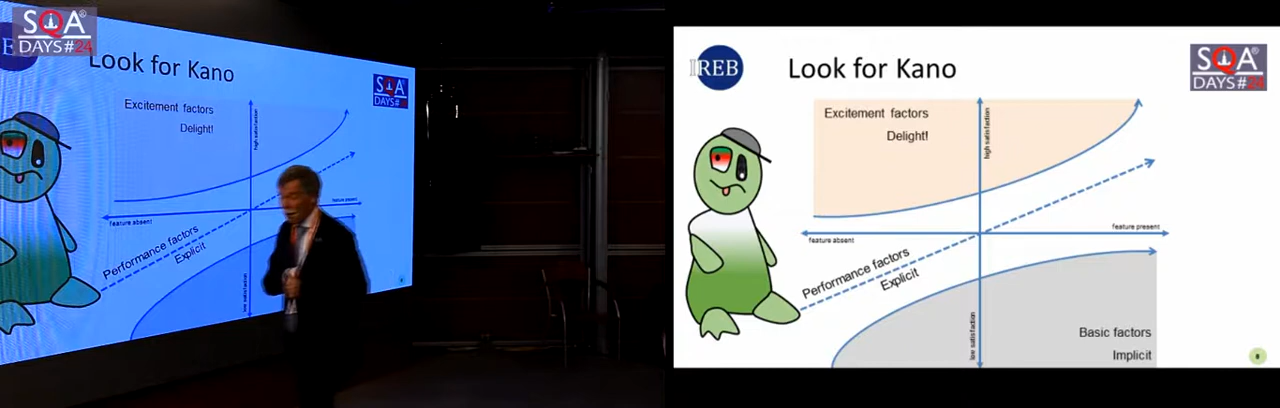 SQA
DAYS#24
Look for Kano
SQA
DAYS#
Excitement factors
Delight!
high satisfaction
feature absent
feature present
Performance factors
Explicit
low satisfaction
IREB
Look for Kano
SQA
DAYS#24
Excitement factors
Delight!
high satisfaction
feature absent
feature present
Performance factors
Explicit
low satisfaction
Basic factors
Implicit